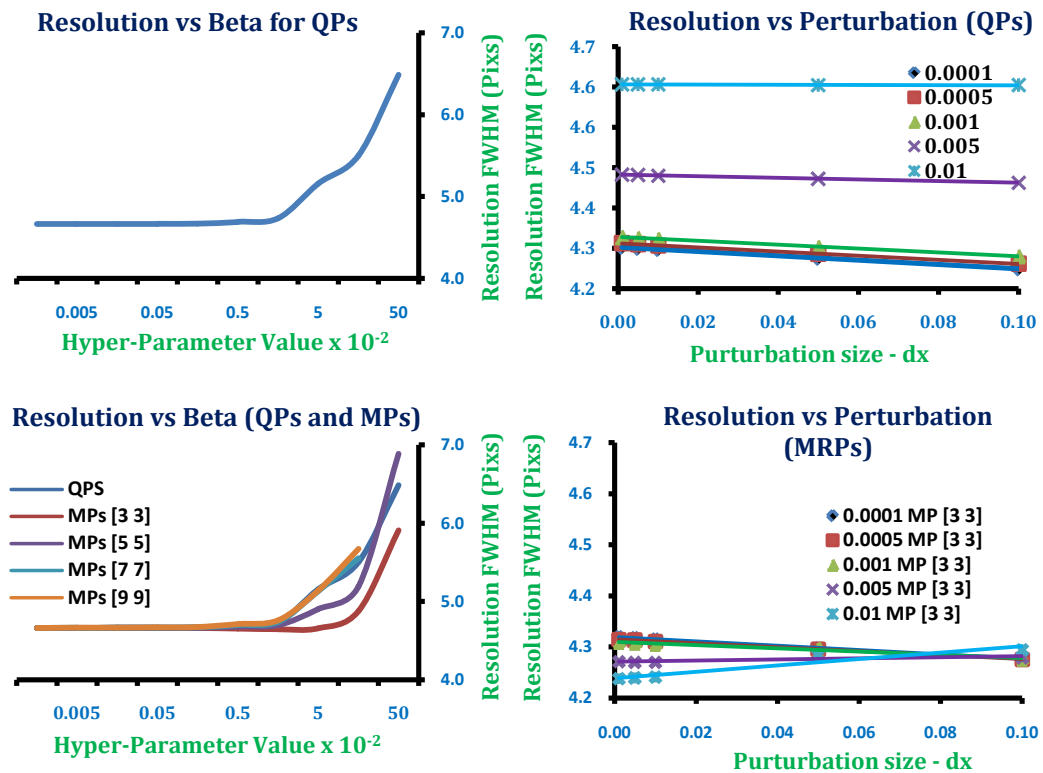 Resolution vs Beta for QPs
7.0
6.0
5.0
4.0
Resolution FWHM (Pixs)
0.005
0.05
0.5
5
50
Hyper-Parameter Value x 10-2
Resolution vs Perturbation (QPs)
4.7
4.6
4.5
4.4
4.3
4.2
Resolution FWHM (Pixs)
0.0001
0.0005
0.001
0.005
0.01
0.00
0.02
0.04
0.06
0.08
0.10
Purturbation size - dx
Resolution vs Beta (QPs and MPs)
7.0
6.0
5.0
4.0
Resolution FWHM (Pixs)
QPS
MPs [3 3]
MPs [5 5]
MPs [7 7]
MPs [9 9]
0.005
0.05
0.5
5
50
Hyper-Parameter Value x 10-2
Resolution vs Perturbation
(MRPs)
4.7
4.6
4.5
4.4
4.3
4.2
Resolution FWHM (Pixs)
0.0001 MP [3 3]
0.0005 MP [3 3]
0.001 MP [3 3]
0.005 MP [3 3]
0.01 MP [3 3]
0.00
0.02
0.04
0.06
0.08
0.10
Purturbation size - dx